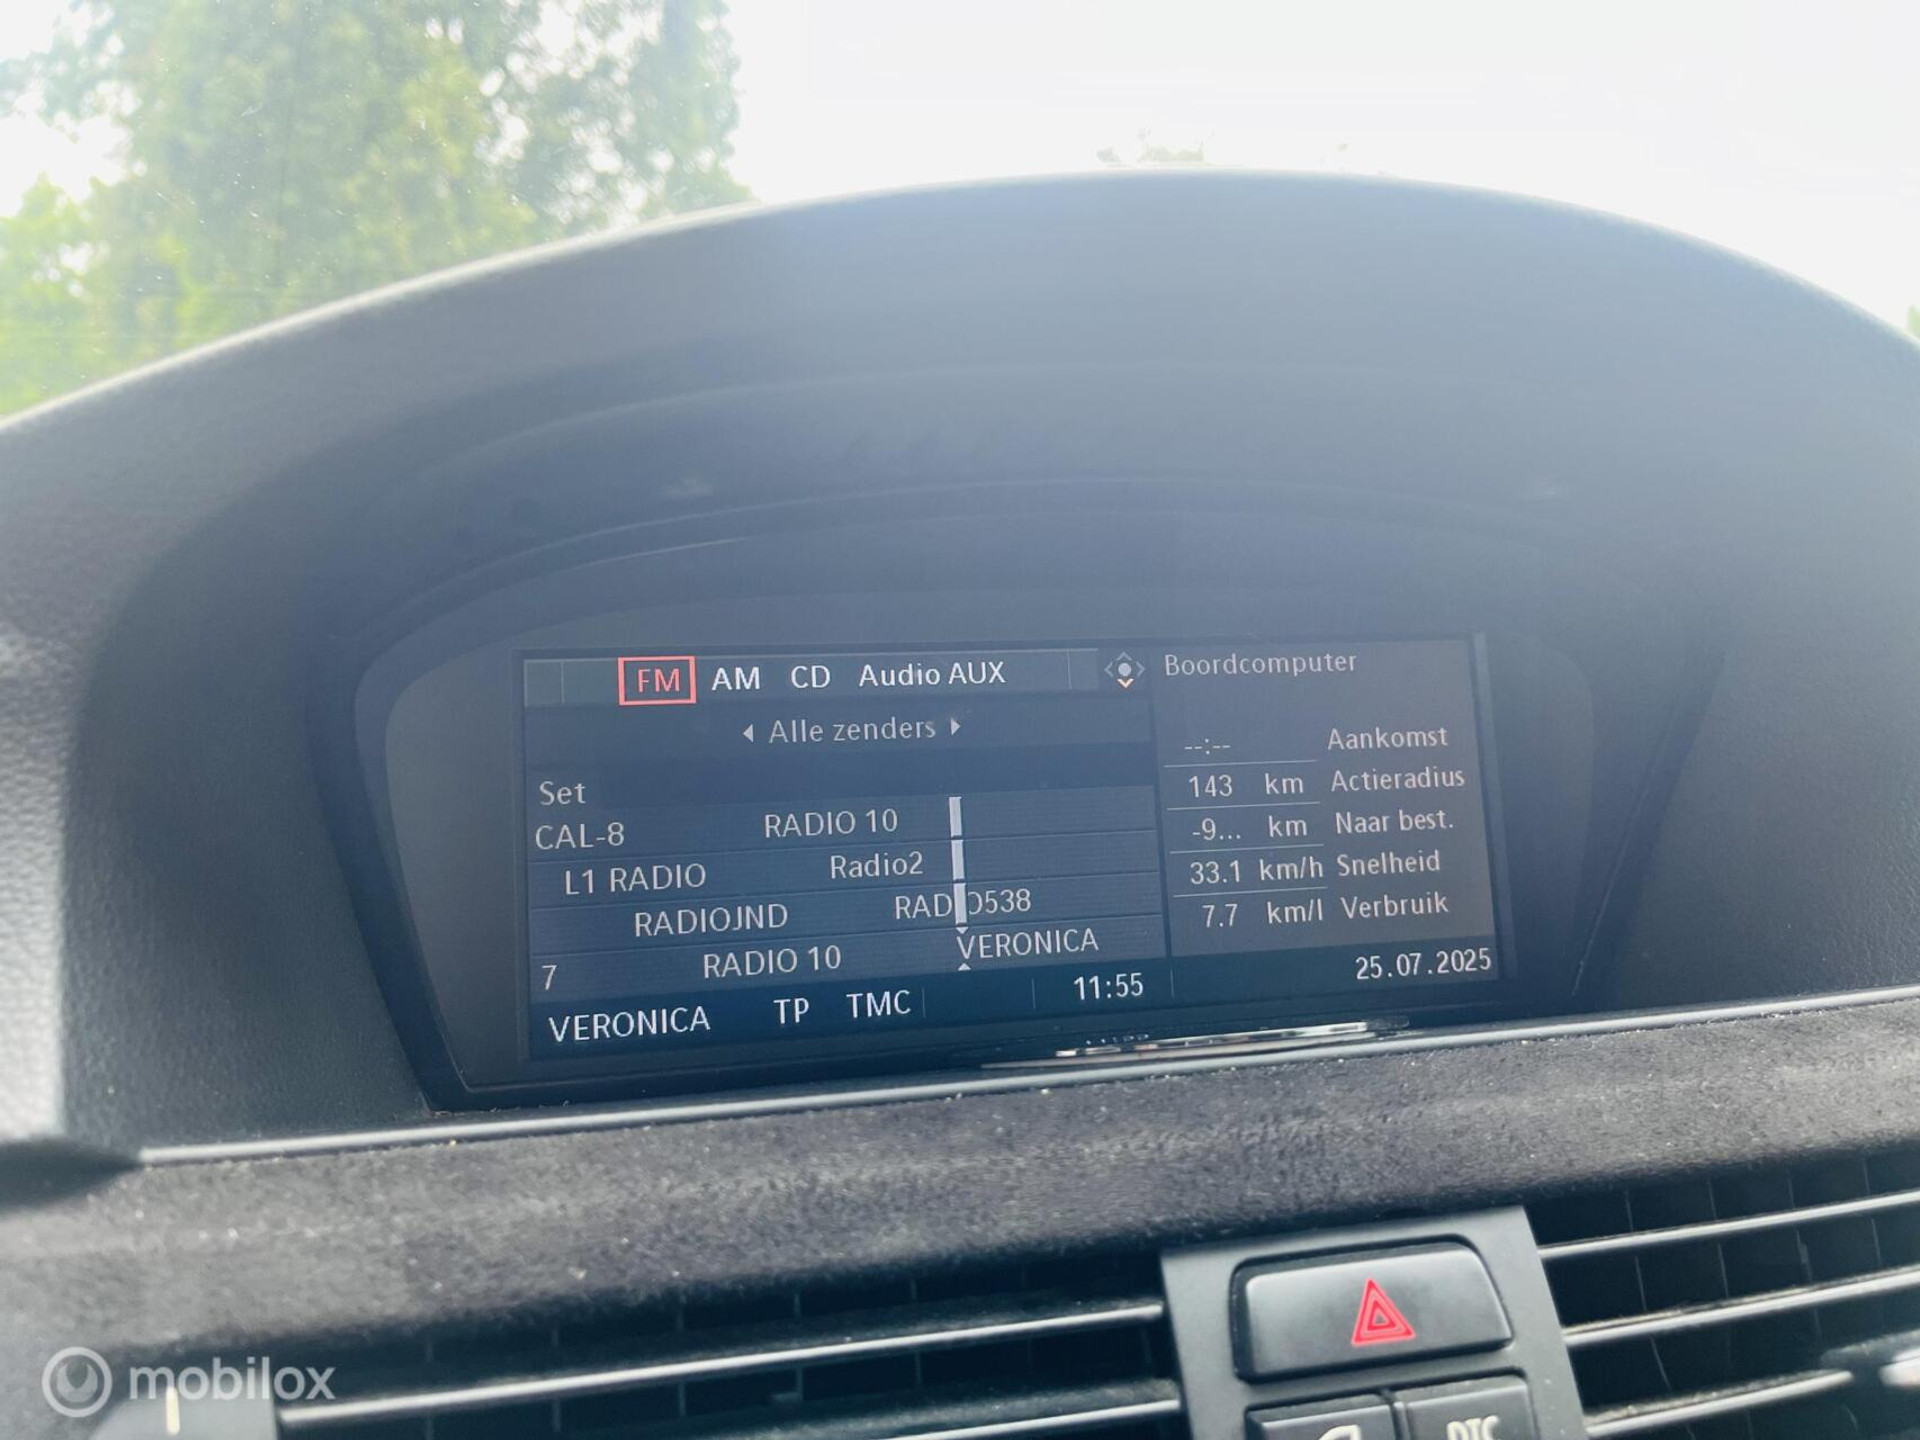 FM AM CD Audio AUX
Alle zenders
Set
CAL-8 RADIO 10
L1 RADIO Radio2
RADIOJND RAD O538
7 RADIO 10 VERONICA
VERONICA TP TMC 11:55
Boordcomputer
--:-- Aankomst
143 km Actieradius
-9... km Naar best.
33.1 km/h Snelheid
7.7 km/l Verbruik
25.07.2025
DTC
mobilox